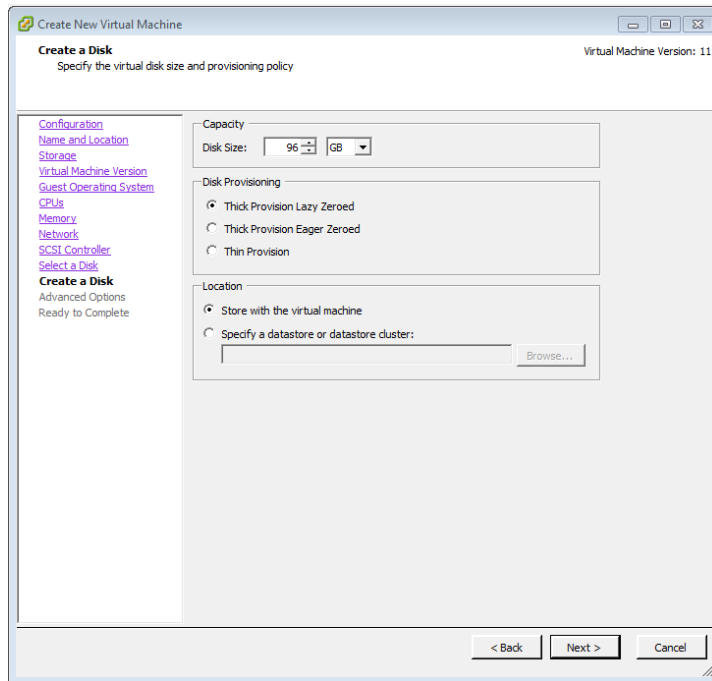 Create New Virtual Machine
Create a Disk
Specify the virtual disk size and provisioning policy
Virtual Machine Version: 11
Configuration
Name and Location
Storage
Virtual Machine Version
Guest Operating System
CPUs
Memory
Network
SCSI Controller
Select a Disk
Create a Disk
Advanced Options
Ready to Complete
Capacity
Disk Size: 96 GB
Disk Provisioning
Thick Provision Lazy Zeroed
Thick Provision Eager Zeroed
Thin Provision
Location
Store with the virtual machine
Specify a datastore or datastore cluster:
Browse...
< Back Next > Cancel